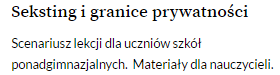 Seksting i granice prywatności
Scenariusz lekcji dla uczniów szkół
ponadgimnazjalnych. Materiały dla nauczycieli.